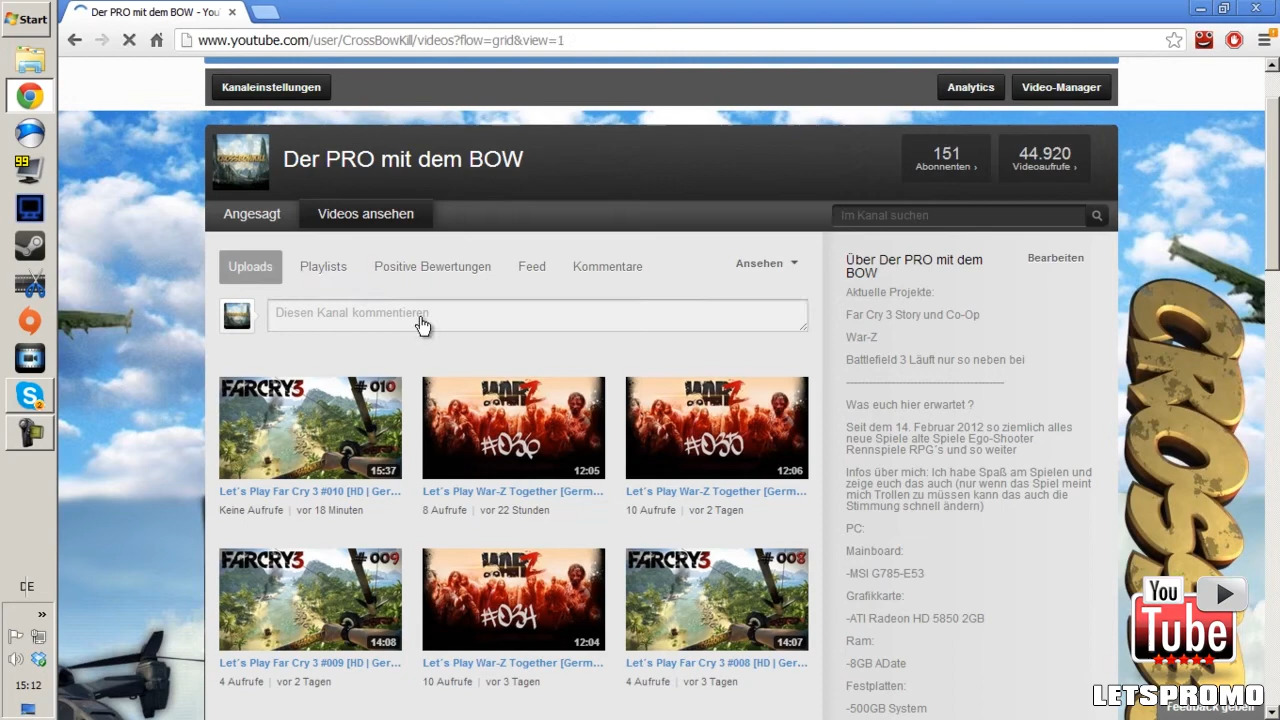 Start
Der PRO mit dem BOW - You
www.youtube.com/user/CrossBowKill/videos?flow=grid&view=1
Kanaleinstellungen
Analytics
Video-Manager
CROSSBOWKILL
Der PRO mit dem BOW
151
Abonnenten ›
44.920
Videoaufrufe ›
Angesagt
Videos ansehen
Im Kanal suchen
Uploads
Playlists
Positive Bewertungen
Feed
Kommentare
Ansehen
Diesen Kanal kommentieren
FARCRY3 #010
15:37
WAR Z
#036
12:05
WAR Z
#035
12:06
Let´s Play Far Cry 3 #010 [HD | Ger...
Keine Aufrufe | vor 18 Minuten
Let´s Play War-Z Together [Germ...
8 Aufrufe | vor 22 Stunden
Let´s Play War-Z Together [Germ...
10 Aufrufe | vor 2 Tagen
FARCRY3 #009
14:08
WAR Z
#034
12:04
FARCRY3 #008
14:07
Let´s Play Far Cry 3 #009 [HD | Ger...
4 Aufrufe | vor 2 Tagen
Let´s Play War-Z Together [Germ...
10 Aufrufe | vor 3 Tagen
Let´s Play Far Cry 3 #008 [HD | Ger...
4 Aufrufe | vor 3 Tagen
Über Der PRO mit dem
BOW
Bearbeiten
Aktuelle Projekte:
Far Cry 3 Story und Co-Op
War-Z
Battlefield 3 Läuft nur so neben bei
----------------------------------------
Was euch hier erwartet ?
Seit dem 14. Februar 2012 so ziemlich alles
neue Spiele alte Spiele Ego-Shooter
Rennspiele RPG´s und so weiter
Infos über mich: Ich habe Spaß am Spielen und
zeige euch das auch (nur wenn das Spiel meint
mich Trollen zu müssen kann das auch die
Stimmung schnell ändern)
PC:
Mainboard:
-MSI G785-E53
Grafikkarte:
-ATI Radeon HD 5850 2GB
Ram:
-8GB ADate
Festplatten:
-500GB System
CROSS
You
Tube
LETSPROMO
Feedback geben
99
2
DE
15:12